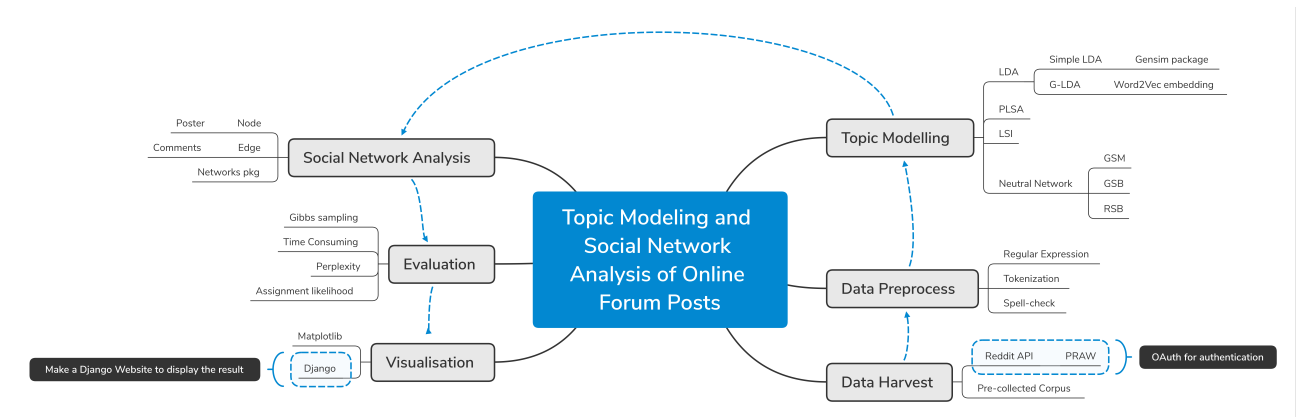 Topic Modeling and
Social Network
Analysis of Online
Forum Posts
Topic Modelling
LDA
Simple LDA
Gensim package
G-LDA
Word2Vec embedding
PLSA
LSI
Neutral Network
GSM
GSB
RSB
Data Preprocess
Regular Expression
Tokenization
Spell-check
Data Harvest
Reddit API
PRAW
OAuth for authentication
Pre-collected Corpus
Social Network Analysis
Poster
Node
Comments
Edge
Networks pkg
Evaluation
Gibbs sampling
Time Consuming
Perplexity
Assignment likelihood
Visualisation
Matplotlib
Django
Make a Django Website to display the result